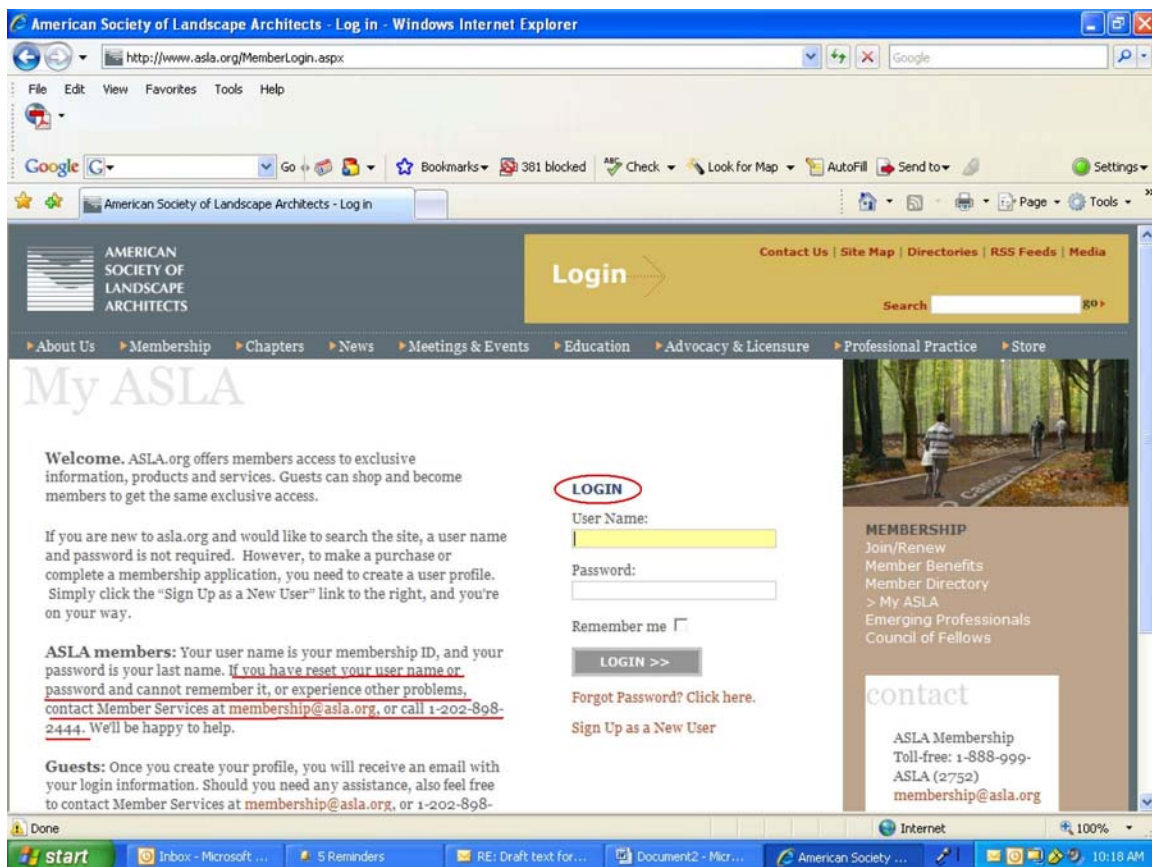 American Society of Landscape Architects - Log in - Windows Internet Explorer
http://www.asla.org/MemberLogin.aspx
Google
File Edit View Favorites Tools Help
Google G Go Bookmarks 381 blocked ABC Check Look for Map AutoFill Send to Settings
American Society of Landscape Architects - Log in
Page Tools »
AMERICAN
SOCIETY OF
LANDSCAPE
ARCHITECTS
Login
Contact Us | Site Map | Directories | RSS Feeds | Media
Search go
About Us Membership Chapters News Meetings & Events Education Advocacy & Licensure Professional Practice Store
My ASLA
Welcome. ASLA.org offers members access to exclusive
information, products and services. Guests can shop and become
members to get the same exclusive access.
If you are new to asla.org and would like to search the site, a user name
and password is not required. However, to make a purchase or
complete a membership application, you need to create a user profile.
Simply click the “Sign Up as a New User” link to the right, and you're
on your way.
ASLA members: Your user name is your membership ID, and your
password is your last name. If you have reset your user name or
password and cannot remember it, or experience other problems,
contact Member Services at membership@asla.org, or call 1-202-898-
2444. We'll be happy to help.
Guests: Once you create your profile, you will receive an email with
your login information. Should you need any assistance, also feel free
to contact Member Services at membership@asla.org, or 1-202-898-
LOGIN
User Name:
Password:
Remember me
LOGIN >>
Forgot Password? Click here.
Sign Up as a New User
MEMBERSHIP
Join/Renew
Member Benefits
Member Directory
> My ASLA
Emerging Professionals
Council of Fellows
contact
ASLA Membership
Toll-free: 1-888-999-
ASLA (2752)
membership@asla.org
Done Internet 100%
start Inbox - Microsoft ... 5 Reminders RE: Draft text for... Document2 - Micr... American Society ... 10:18 AM